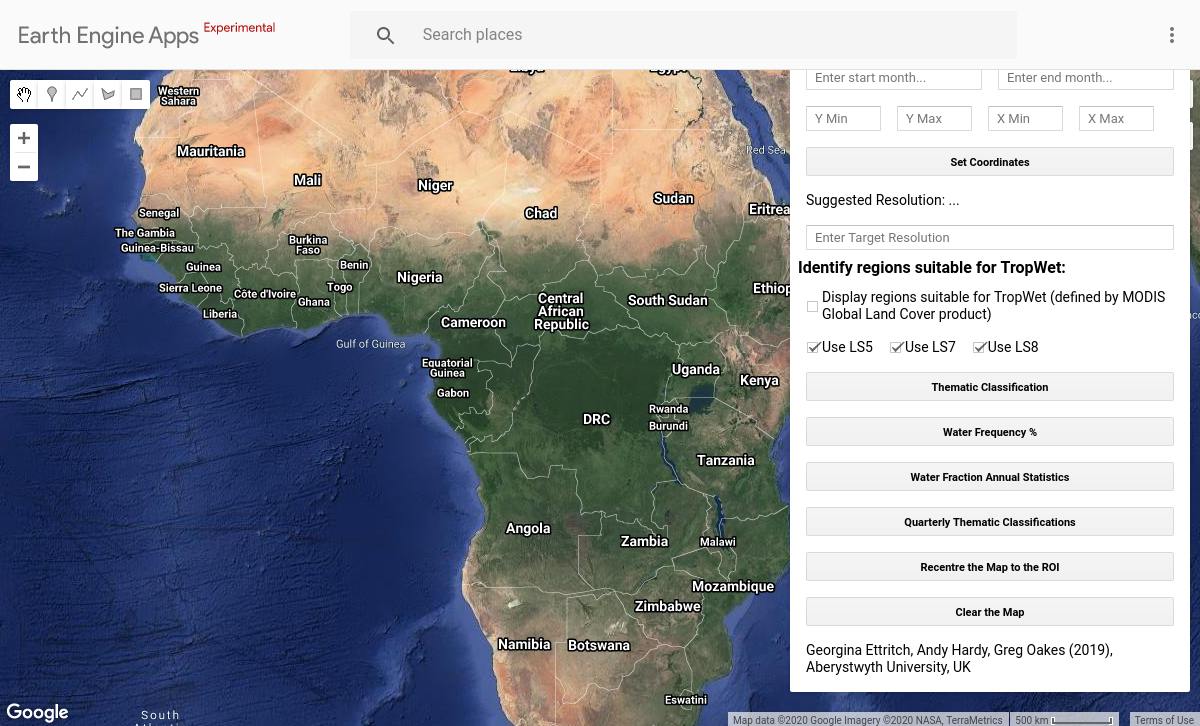 Earth Engine Apps Experimental
Search places
Enter start month...
Enter end month...
Y Min
Y Max
X Min
X Max
Set Coordinates
Suggested Resolution: ...
Enter Target Resolution
Identify regions suitable for TropWet:
Display regions suitable for TropWet (defined by MODIS
Global Land Cover product)
Use LS5
Use LS7
Use LS8
Thematic Classification
Water Frequency %
Water Fraction Annual Statistics
Quarterly Thematic Classifications
Recentre the Map to the ROI
Clear the Map
Georgina Ettritch, Andy Hardy, Greg Oakes (2019),
Aberystwyth University, UK
Western
Sahara
Mauritania
Mali
Niger
Chad
Sudan
Red Sea
Eritrea
Senegal
The Gambia
Guinea-Bissau
Guinea
Sierra Leone
Liberia
Côte d'Ivoire
Burkina
Faso
Ghana
Togo
Benin
Nigeria
Cameroon
Central
African
Republic
South Sudan
Ethiop
Gulf of Guinea
Equatorial
Guinea
Gabon
DRC
Uganda
Kenya
Rwanda
Burundi
Tanzania
Angola
Zambia
Malawi
Mozambique
Zimbabwe
Namibia
Botswana
Eswatini
South
Google
Map data ©2020 Google Imagery ©2020 NASA, TerraMetrics
500 km
Terms of Use